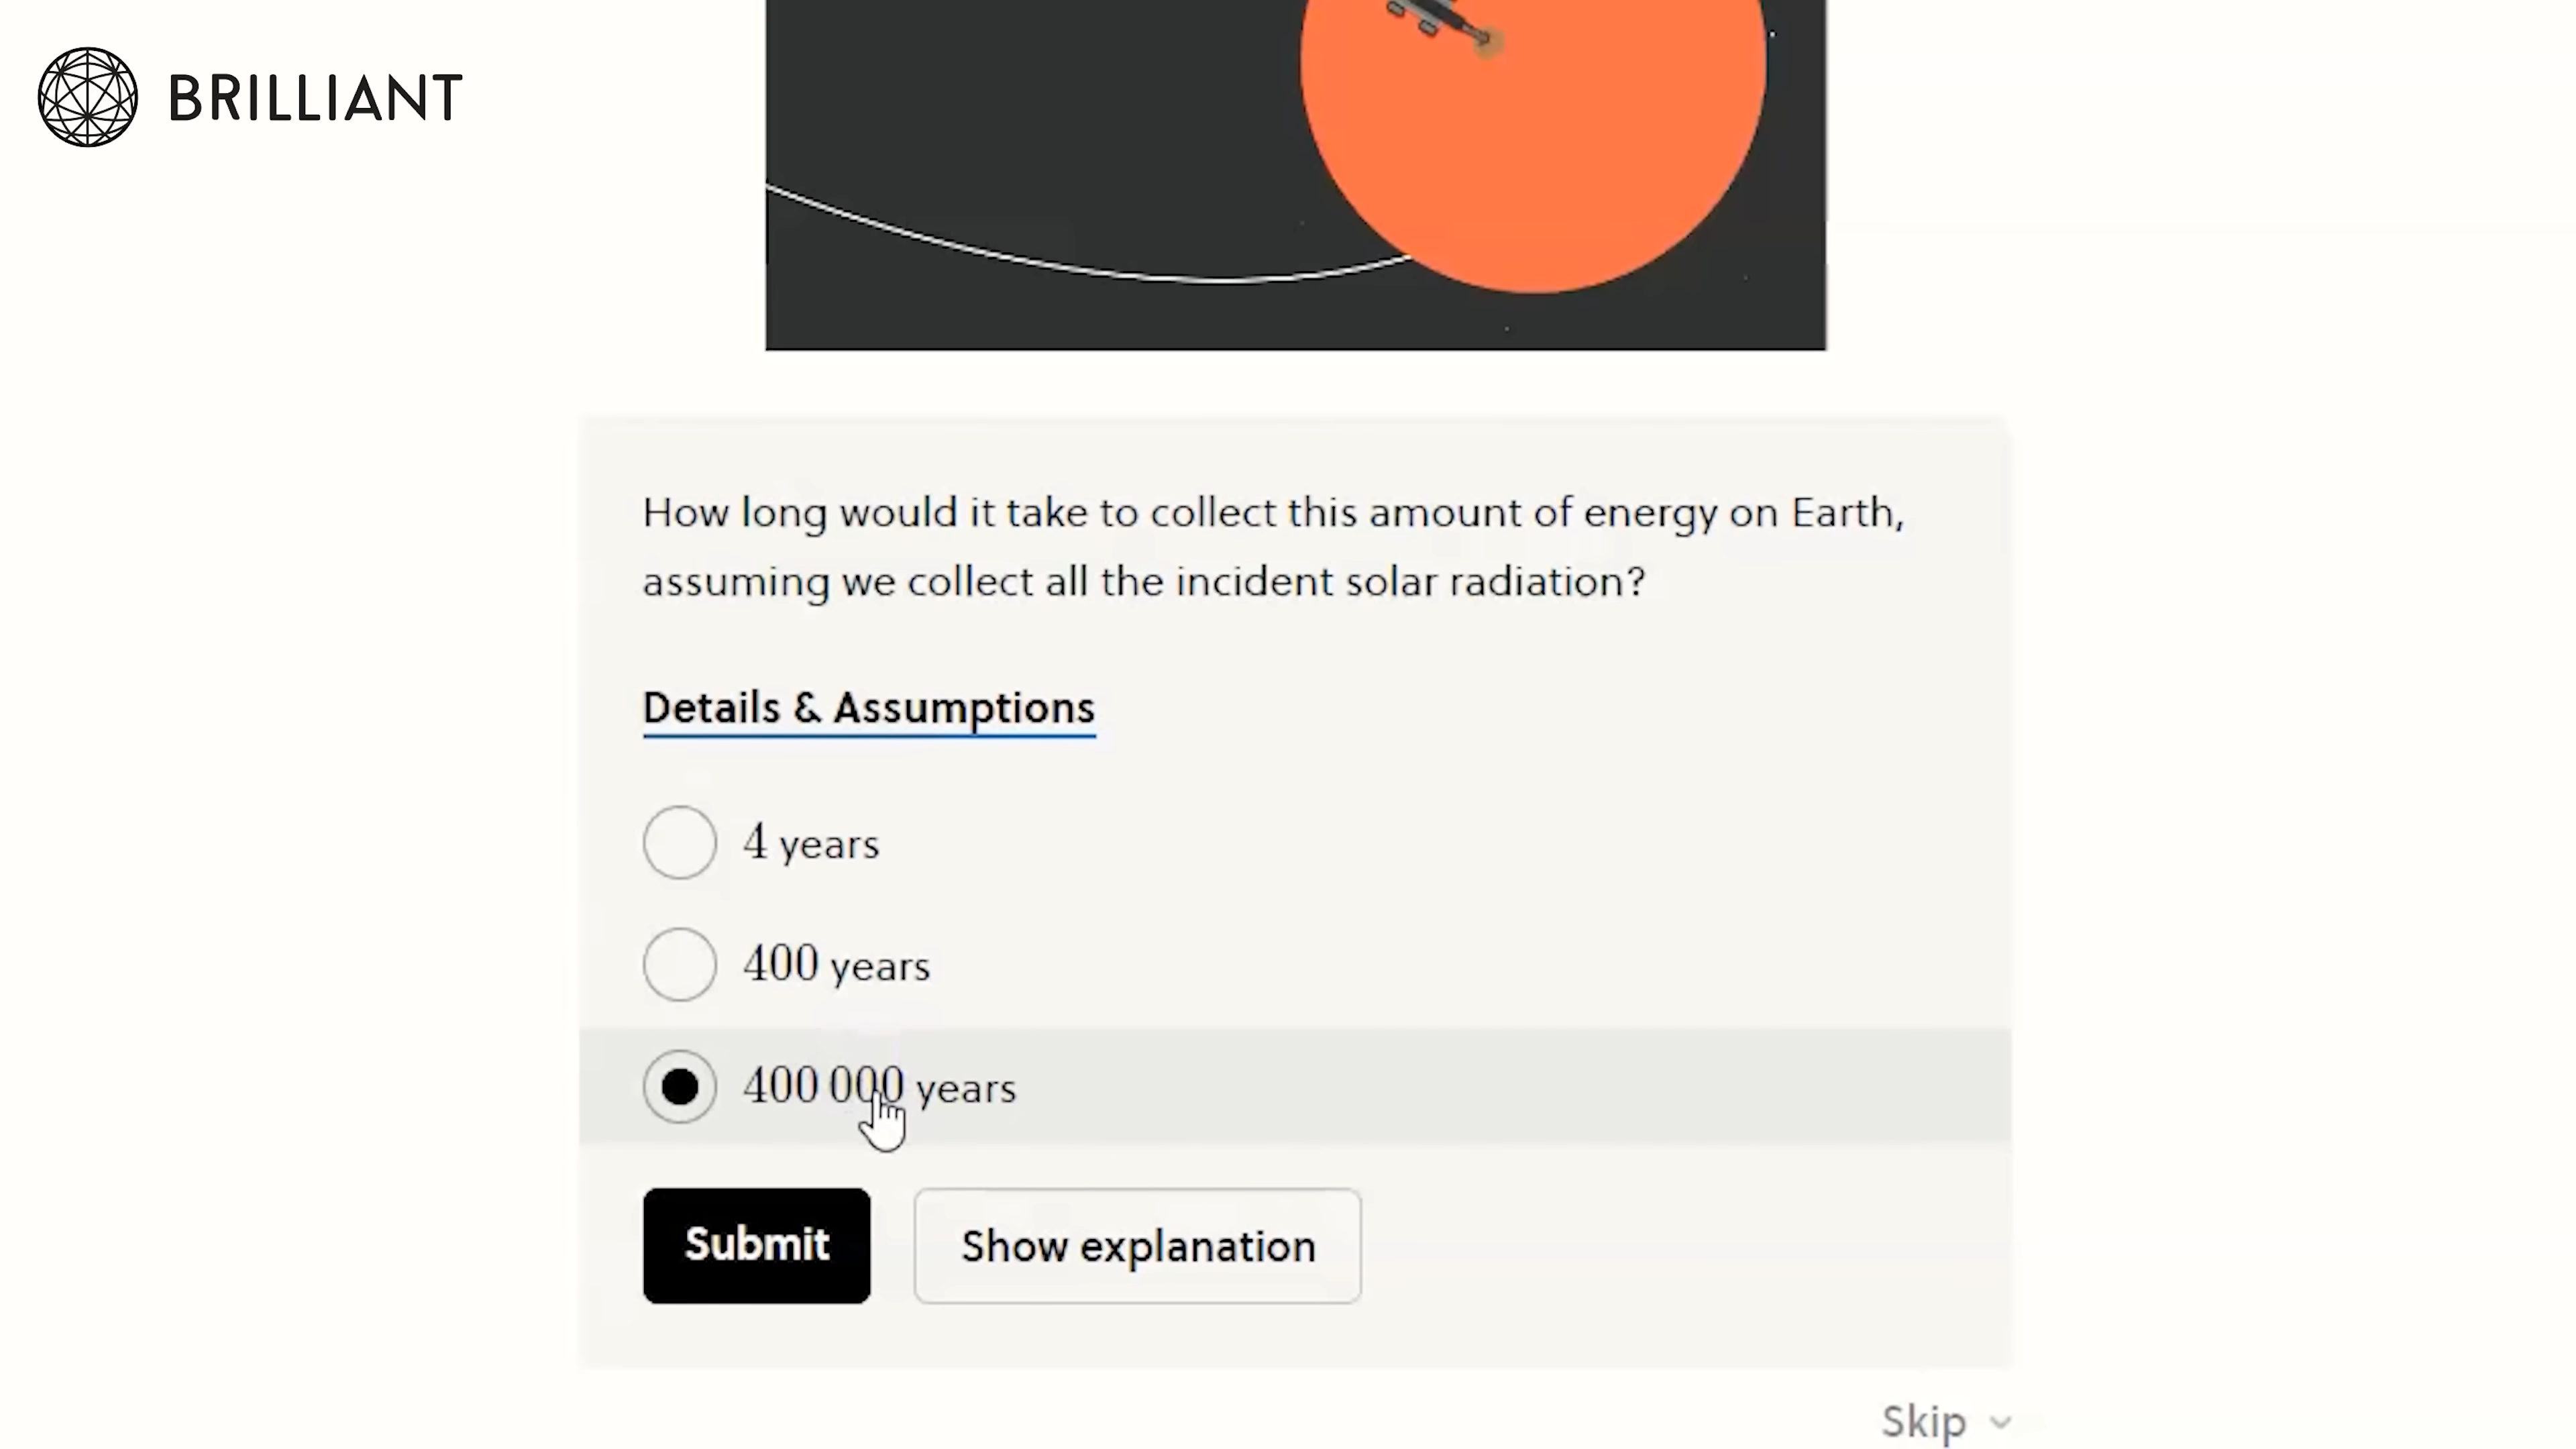 BRILLIANT
How long would it take to collect this amount of energy on Earth,
assuming we collect all the incident solar radiation?
Details & Assumptions
4 years
400 years
400 000 years
Submit
Show explanation
Skip